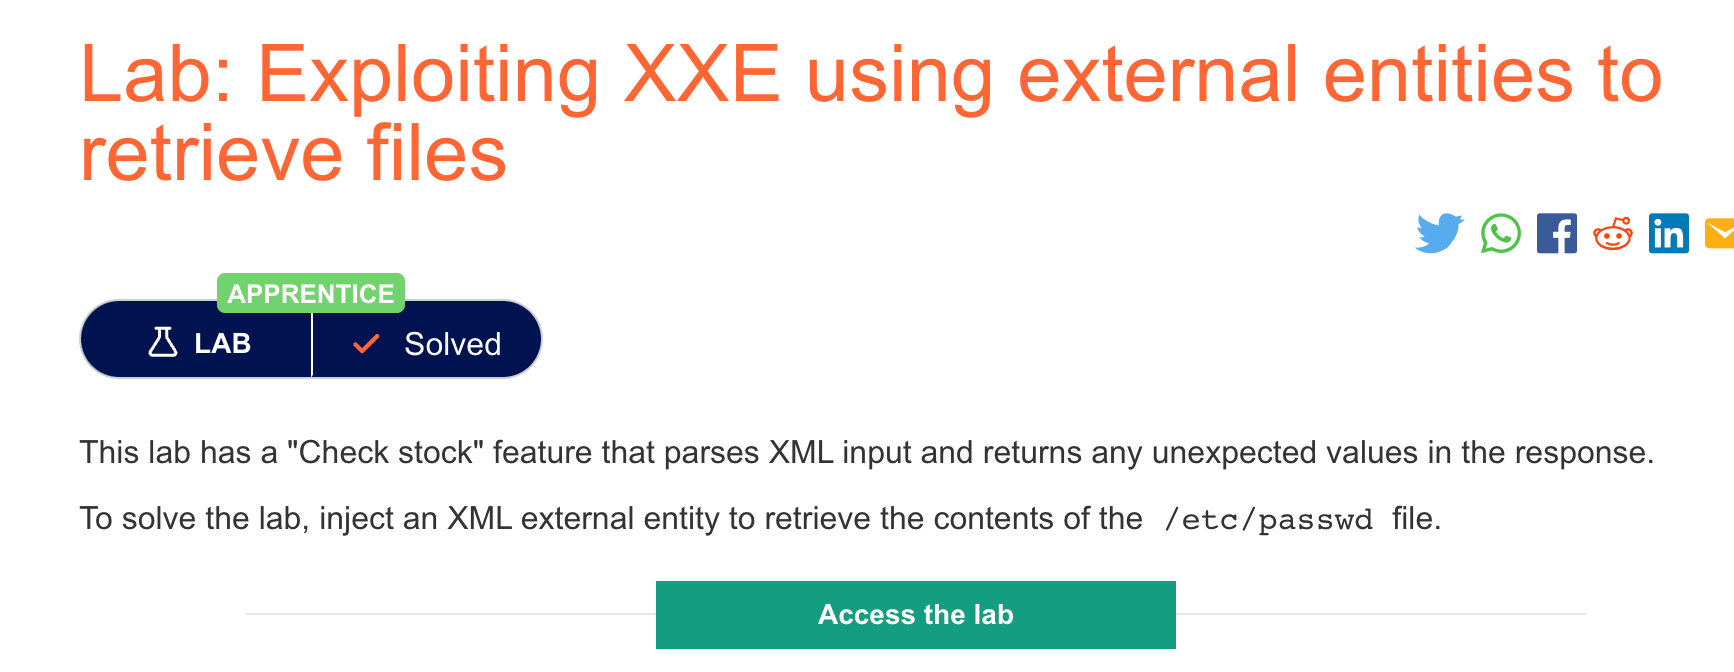 Lab: Exploiting XXE using external entities to
retrieve files
APPRENTICE
LAB
Solved
This lab has a "Check stock" feature that parses XML input and returns any unexpected values in the response.
To solve the lab, inject an XML external entity to retrieve the contents of the /etc/passwd file.
Access the lab